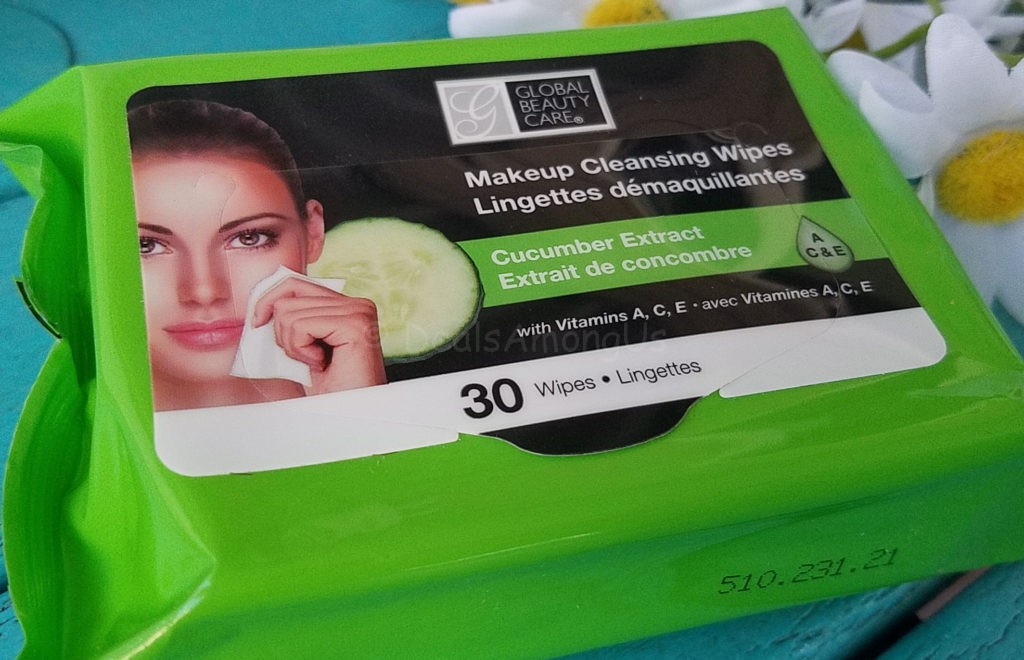 G
GLOBAL
BEAUTY
CARE®
Makeup Cleansing Wipes
Lingettes démaquillantes
Cucumber Extract
Extrait de concombre
A
C & E
with Vitamins A, C, E • avec Vitamines A, C, E
© DealsAmongUs
30 Wipes • Lingettes
510.231.21